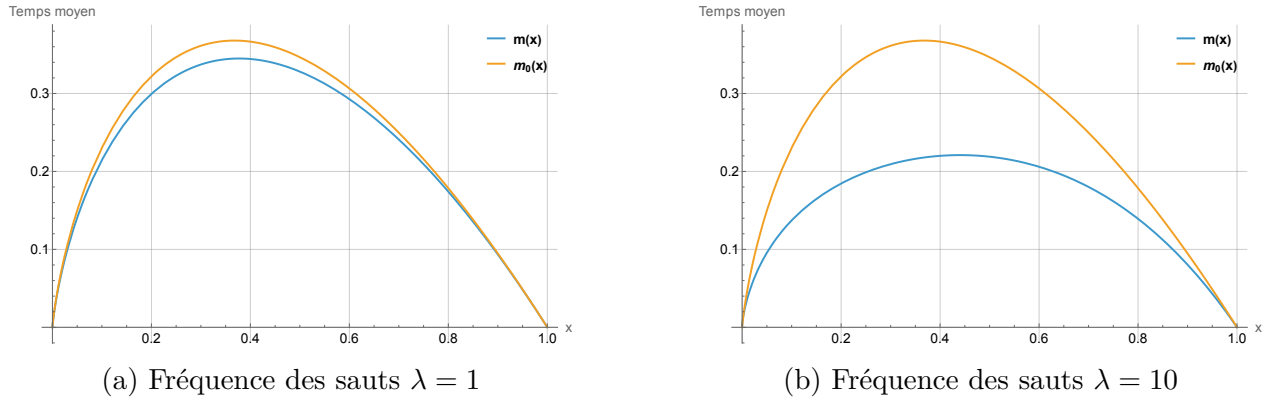 Temps moyen
m(x)
m₀(x)
0.3
0.2
0.1
0.2 0.4 0.6 0.8 1.0 x
(a) Fréquence des sauts λ = 1
Temps moyen
m(x)
m₀(x)
0.3
0.2
0.1
0.2 0.4 0.6 0.8 1.0 x
(b) Fréquence des sauts λ = 10